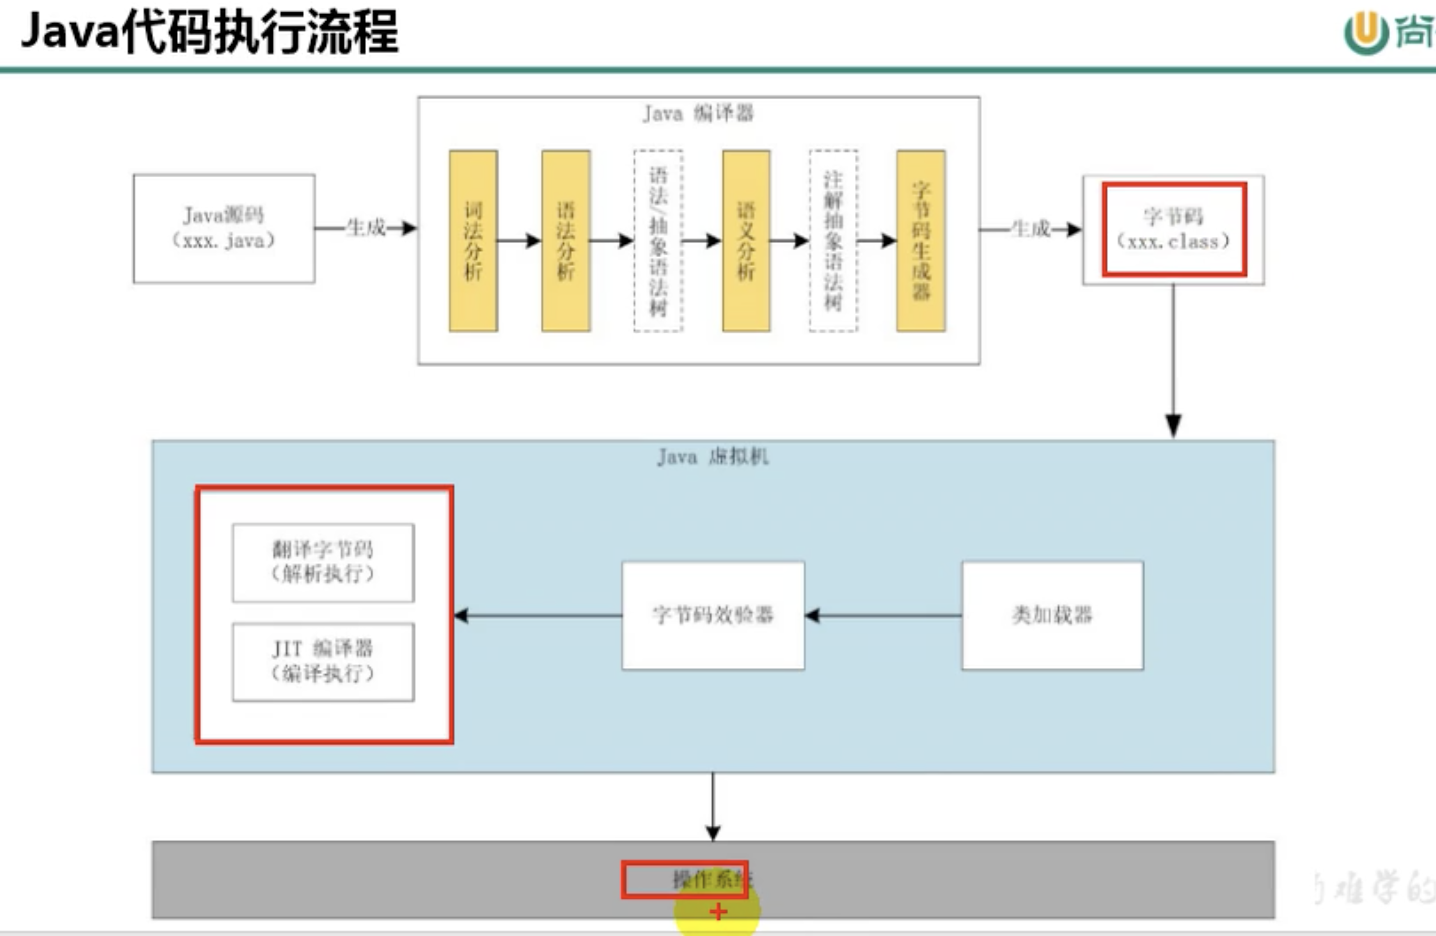 Java代码执行流程
尚
Java 编译器
Java源码
(xxx.java)
生成
词法分析
语法分析
语法/抽象语法树
语义分析
注解抽象语法树
字节码生成器
生成
字节码
(xxx.class)
Java 虚拟机
翻译字节码
(解析执行)
JIT 编译器
(编译执行)
字节码效验器
类加载器
操作系统
难学的